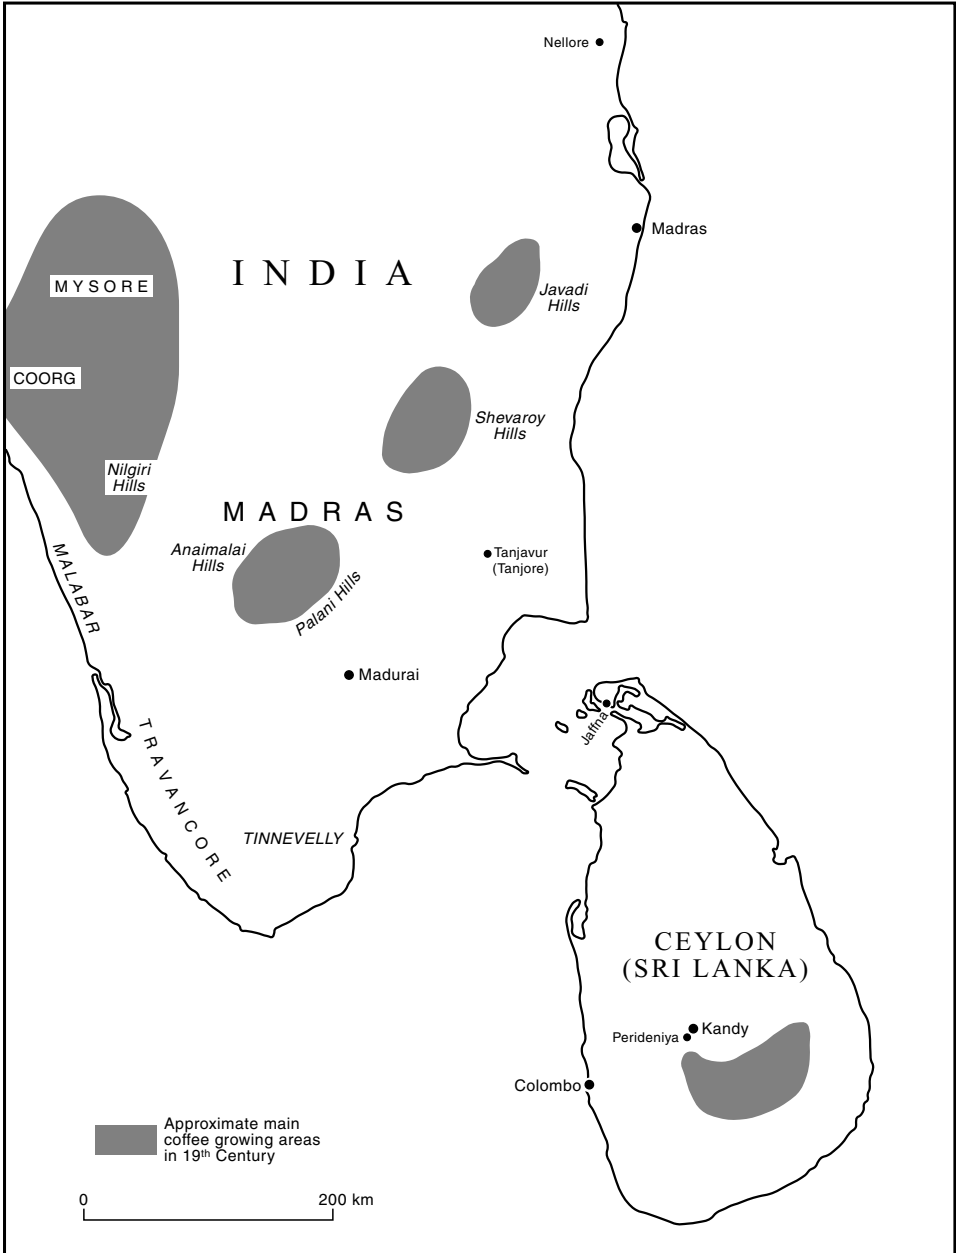 Nellore
Madras
INDIA
MYSORE
Javadi
Hills
COORG
Shevaroy
Hills
Nilgiri
Hills
MADRAS
Anaimalai
Hills
Tanjavur
(Tanjore)
MALABAR
Palani Hills
Madurai
Jaffna
TRAVANCORE
TINNEVELLY
CEYLON
(SRI LANKA)
Kandy
Perideniya
Colombo
Approximate main
coffee growing areas
in 19th Century
0 200 km